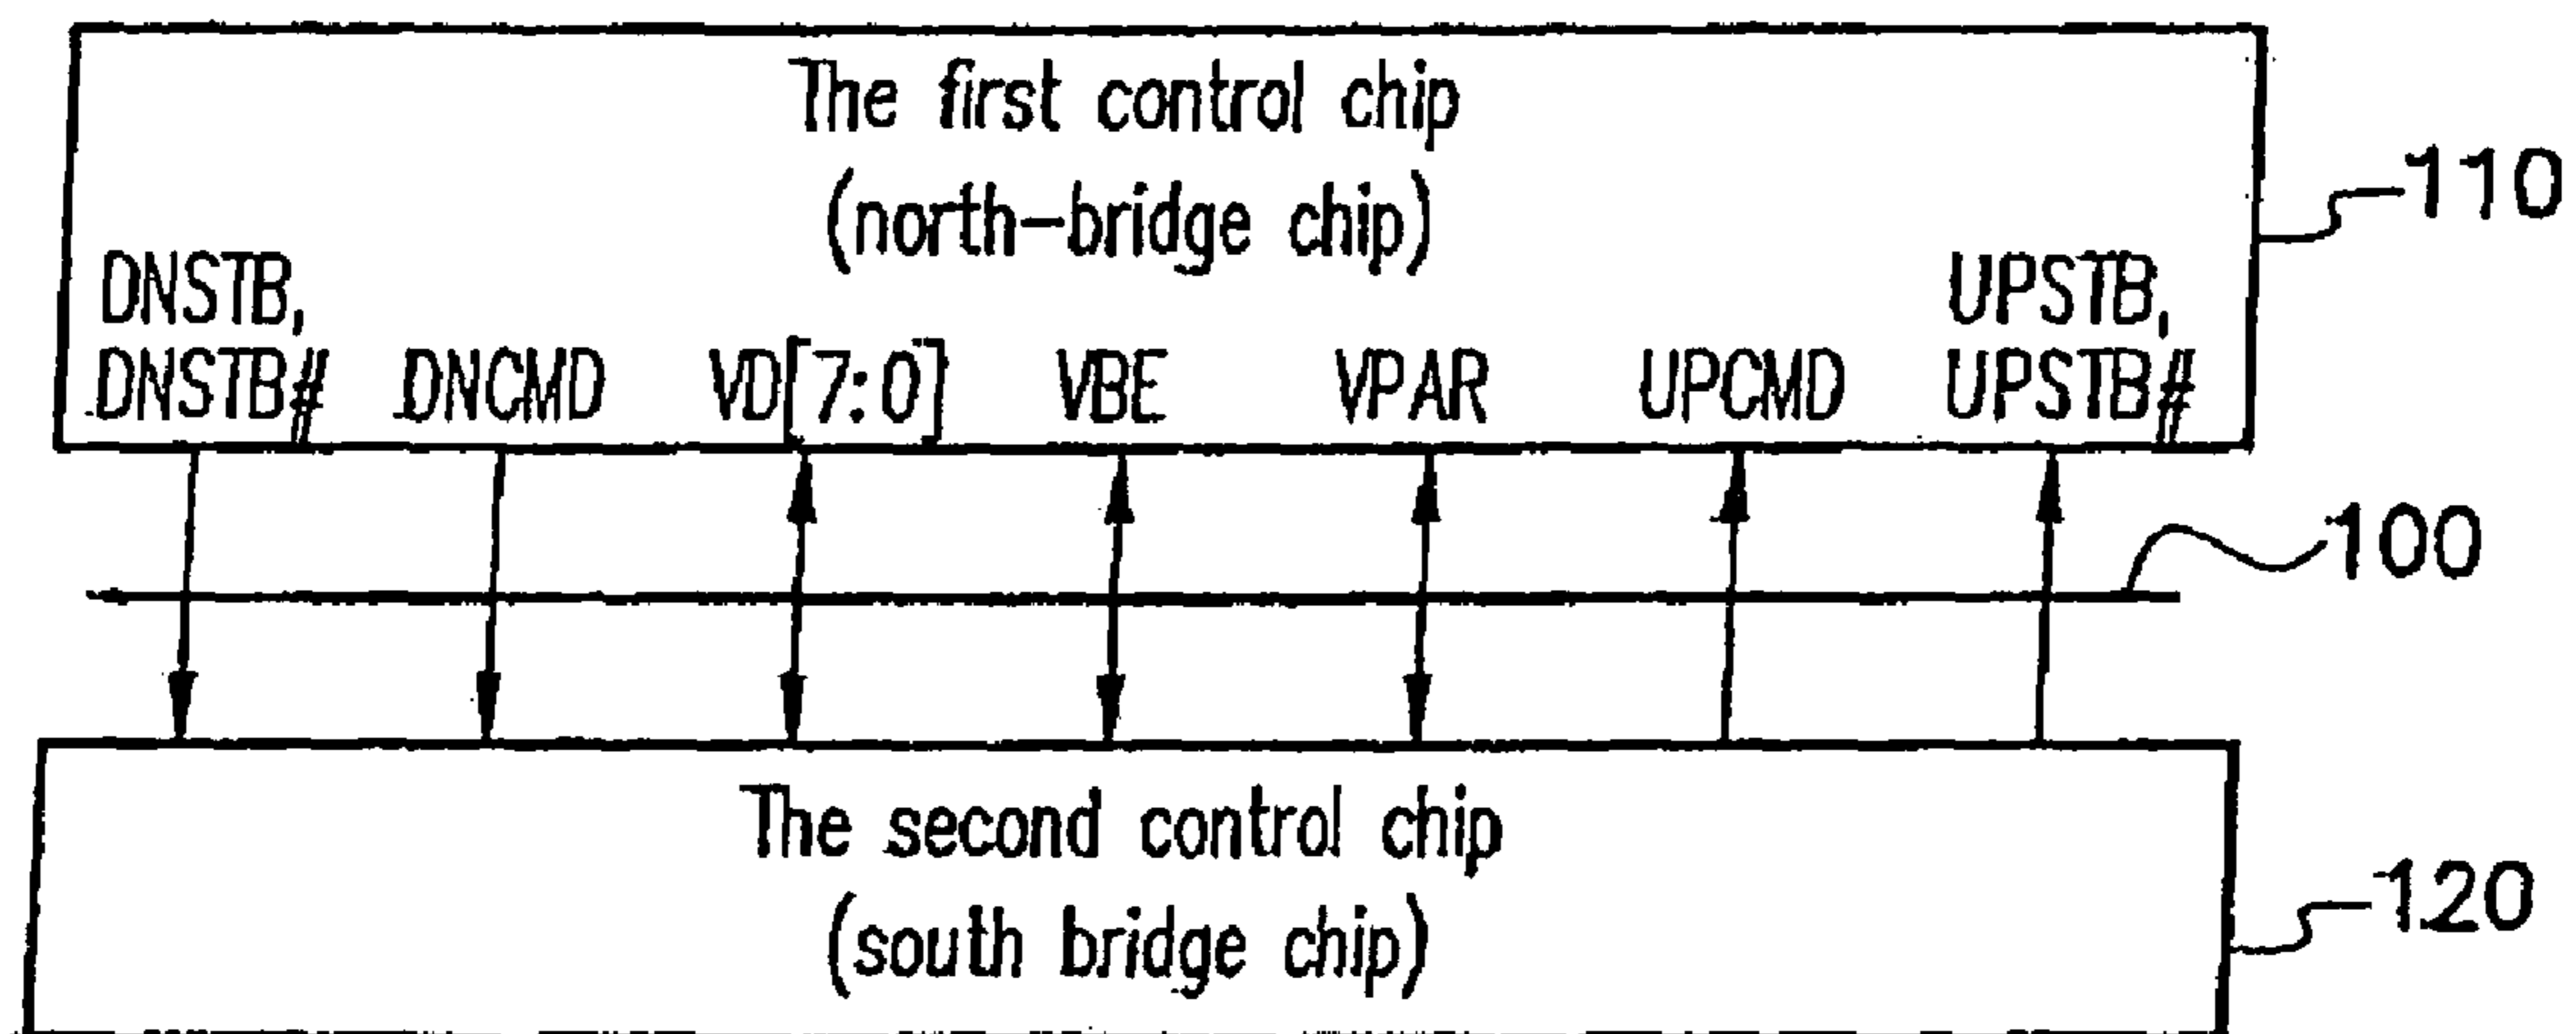 The first control chip
(north-bridge chip)
110
DNSTB,
DNSTB#
DNCMD
VD[7:0]
VBE
VPAR
UPCMD
UPSTB,
UPSTB#
100
The second control chip
(south bridge chip)
120